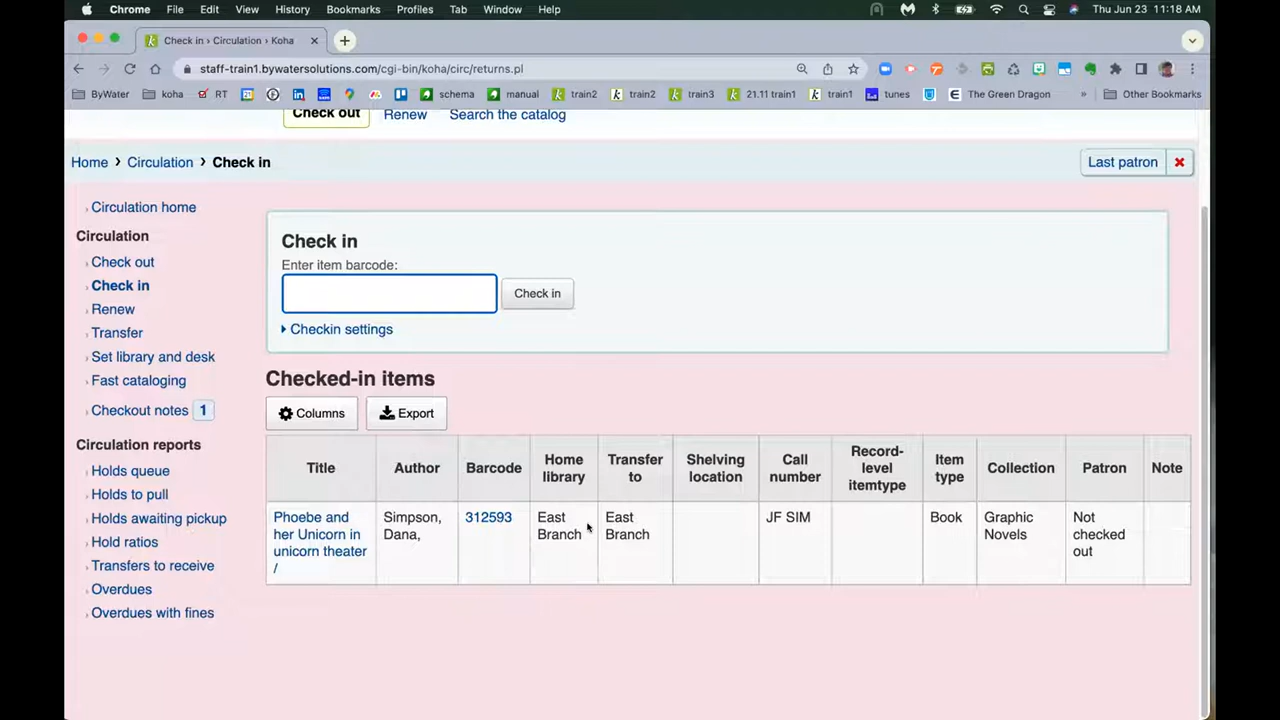 Chrome File Edit View History Bookmarks Profiles Tab Window Help Thu Jun 23 11:18 AM
Check in › Circulation › Koha
staff-train1.bywatersolutions.com/cgi-bin/koha/circ/returns.pl
ByWater koha RT schema manual train2 train2 train3 21.11 train1 train1 tunes The Green Dragon » Other Bookmarks
Check out Renew Search the catalog
Home › Circulation › Check in Last patron
Circulation home
Circulation
Check out
Check in
Renew
Transfer
Set library and desk
Fast cataloging
Checkout notes 1
Circulation reports
Holds queue
Holds to pull
Holds awaiting pickup
Hold ratios
Transfers to receive
Overdues
Overdues with fines
Check in
Enter item barcode:
Check in
Checkin settings
Checked-in items
Columns Export
Title Author Barcode Home library Transfer to Shelving location Call number Record-level itemtype Item type Collection Patron Note
Phoebe and her Unicorn in unicorn theater / Simpson, Dana, 312593 East Branch East Branch JF SIM Book Graphic Novels Not checked out